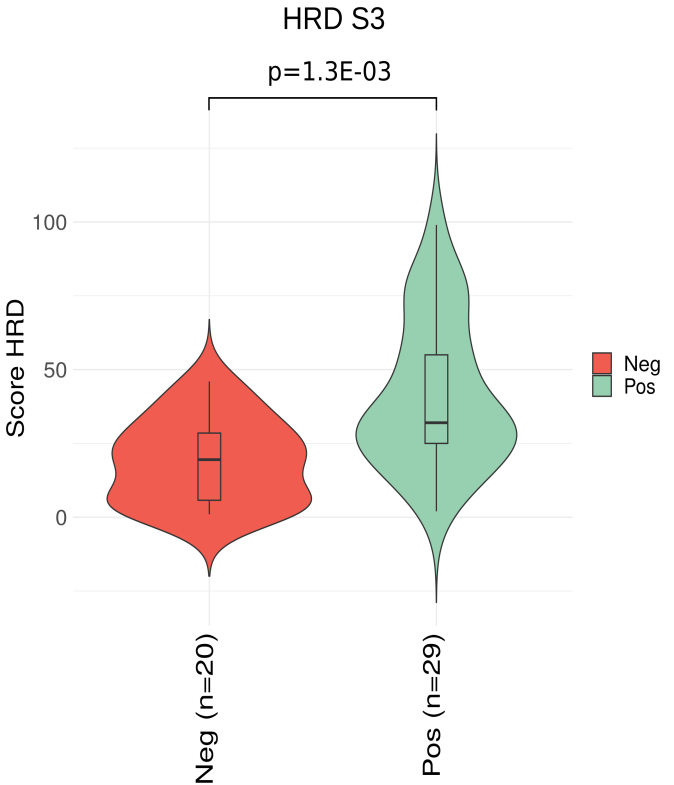 HRD S3
p=1.3E-03
Score HRD
100
50
0
Neg (n=20)
Pos (n=29)
Neg
Pos